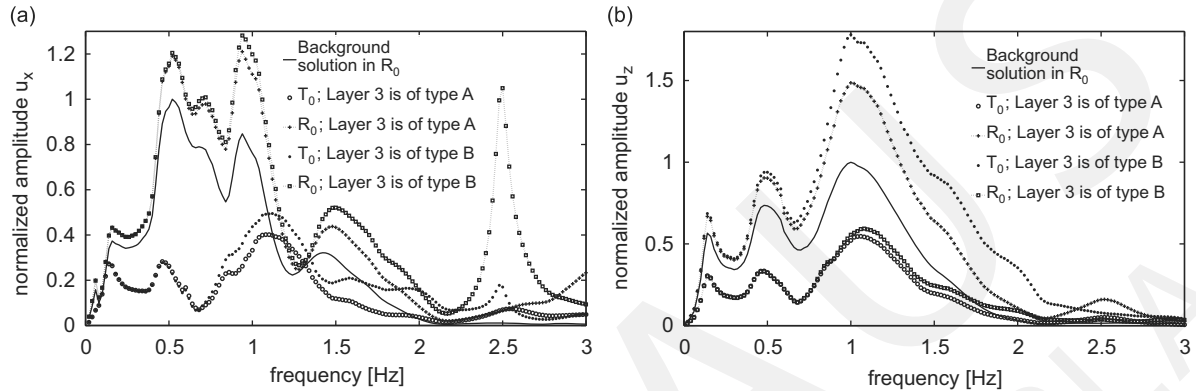 (a)
normalized amplitude u_x
1.2
1
0.8
0.6
0.4
0.2
0
0 0.5 1 1.5 2 2.5 3
frequency [Hz]
Background
solution in R_0
T_0; Layer 3 is of type A
R_0; Layer 3 is of type A
T_0; Layer 3 is of type B
R_0; Layer 3 is of type B
(b)
normalized amplitude u_z
1.5
1
0.5
0
0 0.5 1 1.5 2 2.5 3
frequency [Hz]
Background
solution in R_0
T_0; Layer 3 is of type A
R_0; Layer 3 is of type A
T_0; Layer 3 is of type B
R_0; Layer 3 is of type B